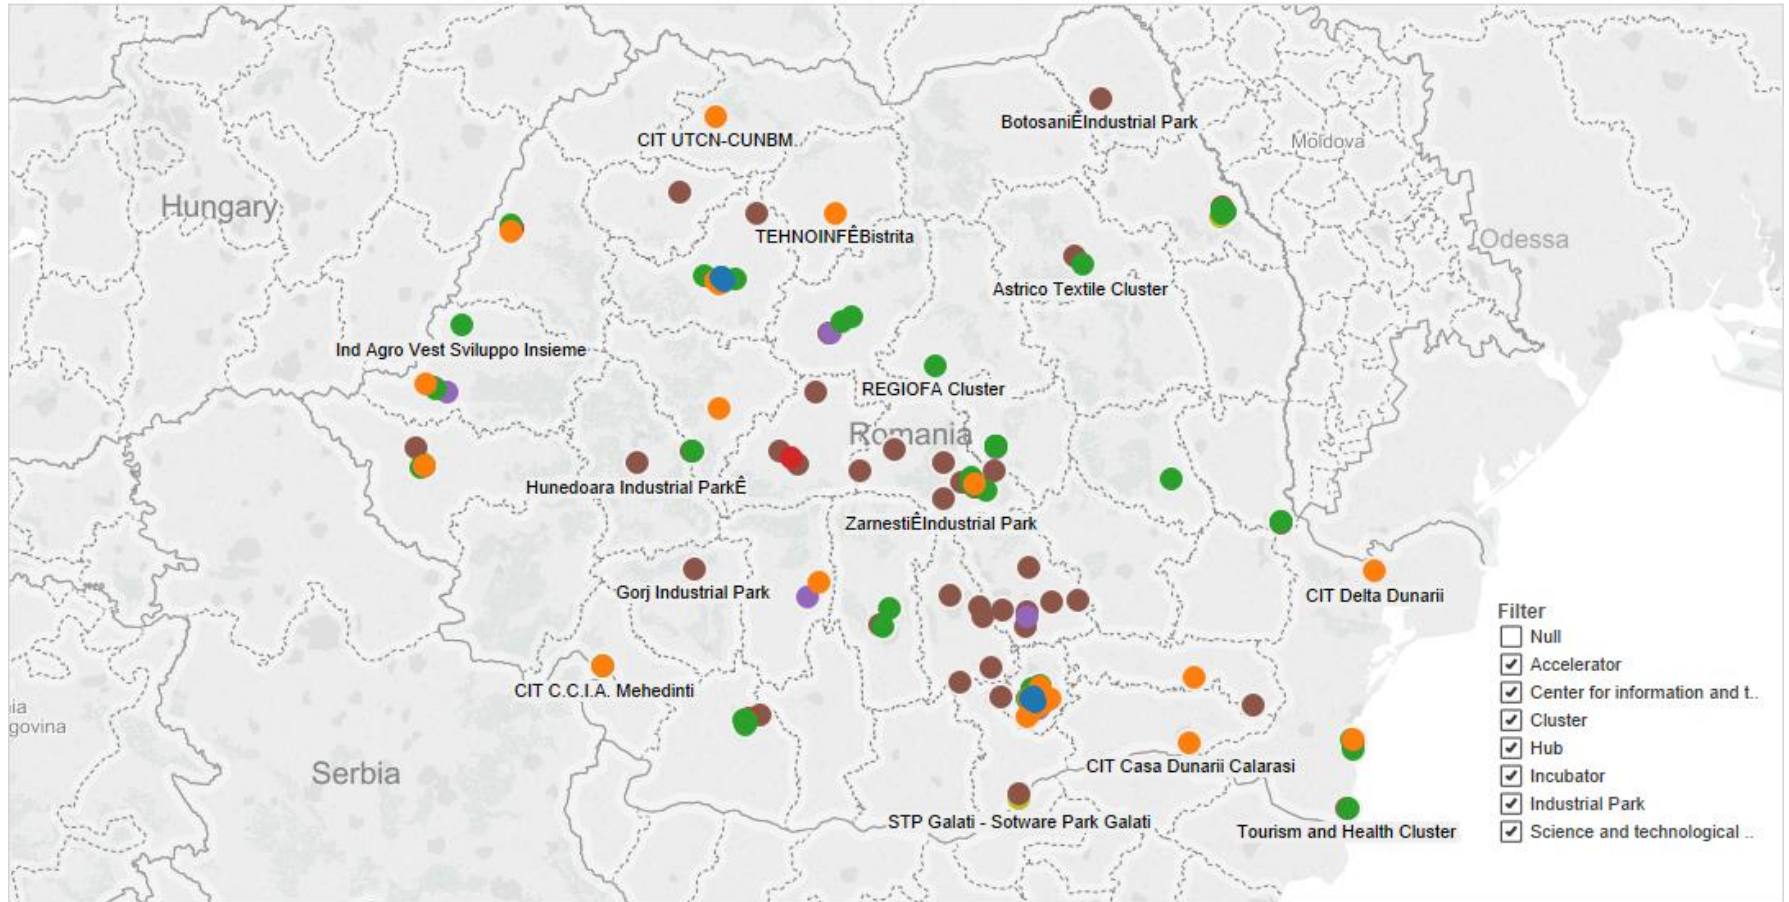 BotosaniÊIndustrial Park
CIT UTCN-CUNBM.
Moldova
Hungary
TEHNOINFÊBistrita
Odessa
Astrico Textile Cluster
Ind Agro Vest Sviluppo Insieme
REGIOFA Cluster
Romania
Hunedoara Industrial ParkÊ
ZarnestiÊIndustrial Park
Gorj Industrial Park
CIT Delta Dunarii
CIT C.C.I.A. Mehedinti
govina
Serbia
CIT Casa Dunarii Calarasi
STP Galati - Sotware Park Galati
Tourism and Health Cluster
Filter
Null
Accelerator
Center for information and t..
Cluster
Hub
Incubator
Industrial Park
Science and technological ..